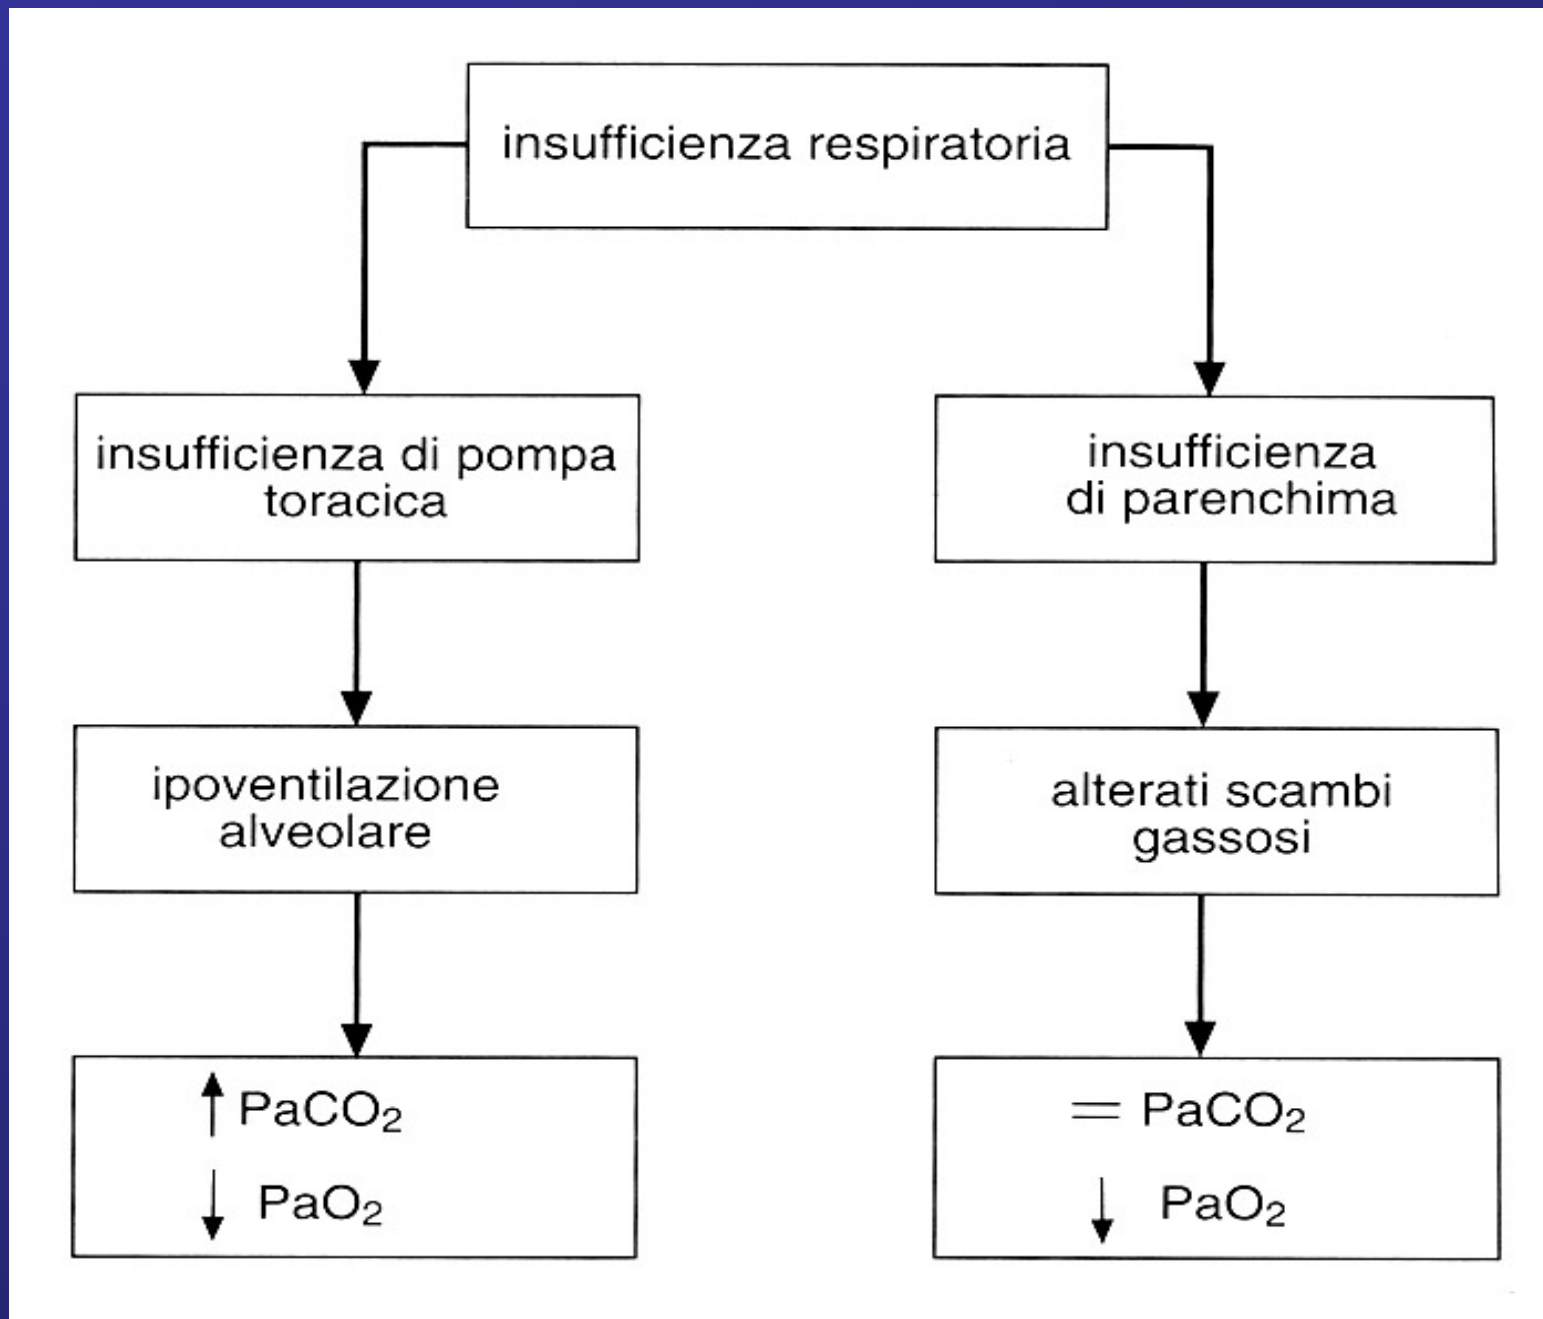 insufficienza respiratoria
insufficienza di pompa
toracica
insufficienza
di parenchima
ipoventilazione
alveolare
alterati scambi
gassosi
↑ PaCO₂
↓ PaO₂
= PaCO₂
↓ PaO₂